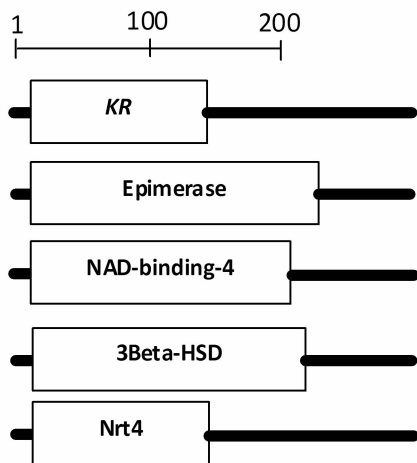 1 100 200
KR
Epimerase
NAD-binding-4
3Beta-HSD
Nrt4